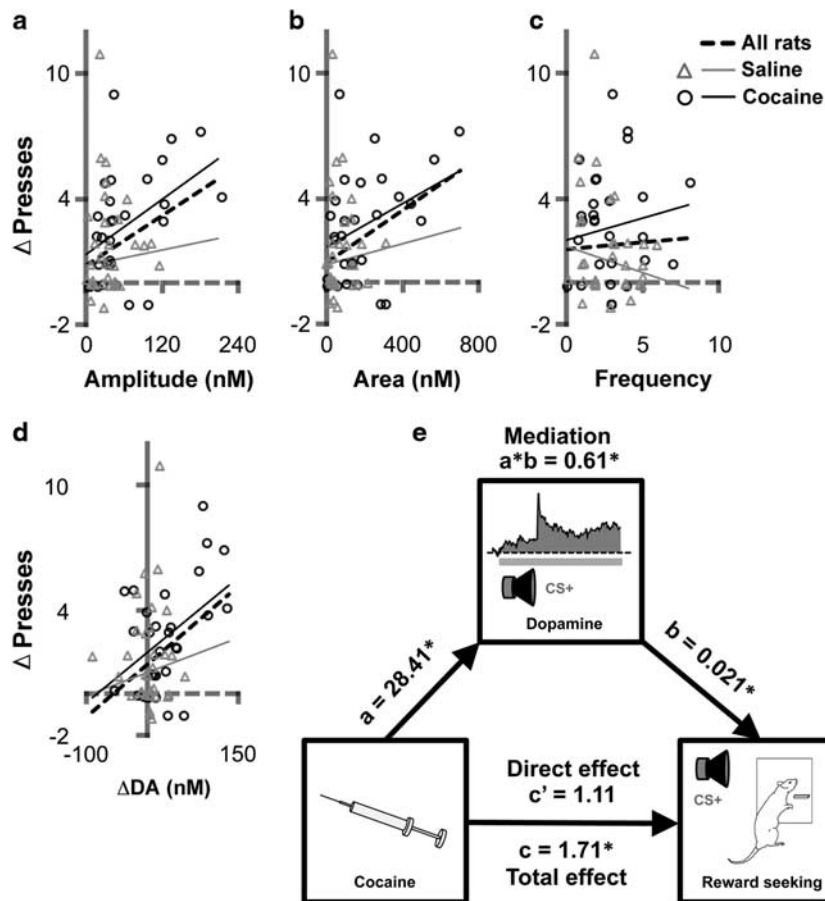 a
b
c
All rats
Saline
Cocaine
Δ Presses
10
4
-2
0
120
240
Amplitude (nM)
10
4
-2
0
400
800
Area (nM)
10
4
-2
0
5
10
Frequency
d
Δ Presses
10
4
-2
-100
150
ΔDA (nM)
e
Mediation
a*b = 0.61*
CS+
Dopamine
a = 28.41*
b = 0.021*
Direct effect
c' = 1.11
c = 1.71*
Total effect
Cocaine
CS+
Reward seeking